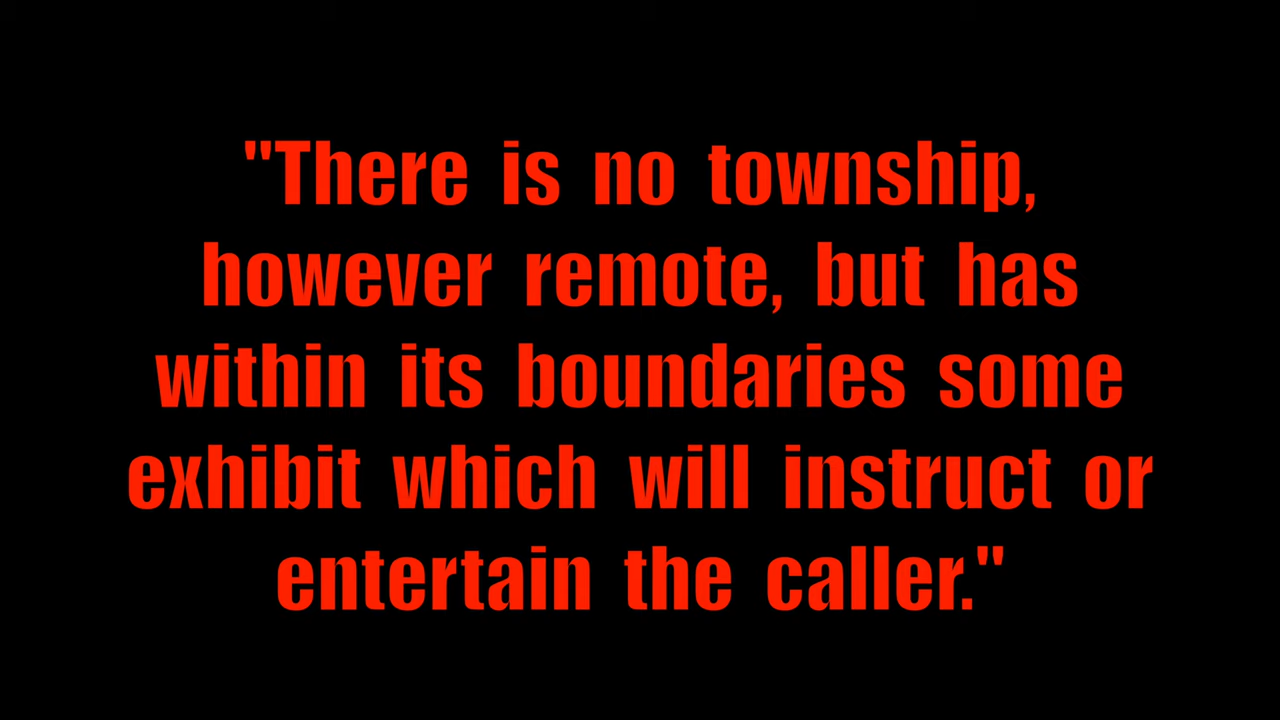 "There is no township,
however remote, but has
within its boundaries some
exhibit which will instruct or
entertain the caller."